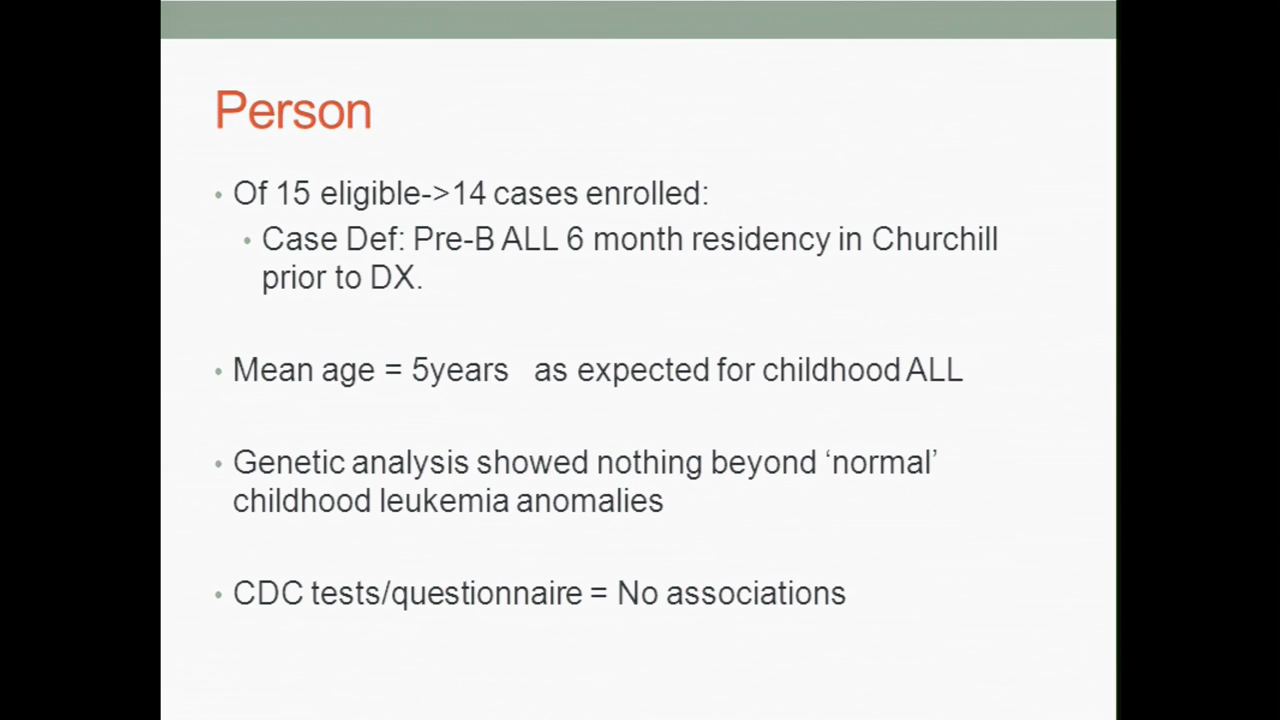 Person
• Of 15 eligible->14 cases enrolled:
• Case Def: Pre-B ALL 6 month residency in Churchill
prior to DX.
• Mean age = 5years as expected for childhood ALL
• Genetic analysis showed nothing beyond ‘normal’
childhood leukemia anomalies
• CDC tests/questionnaire = No associations